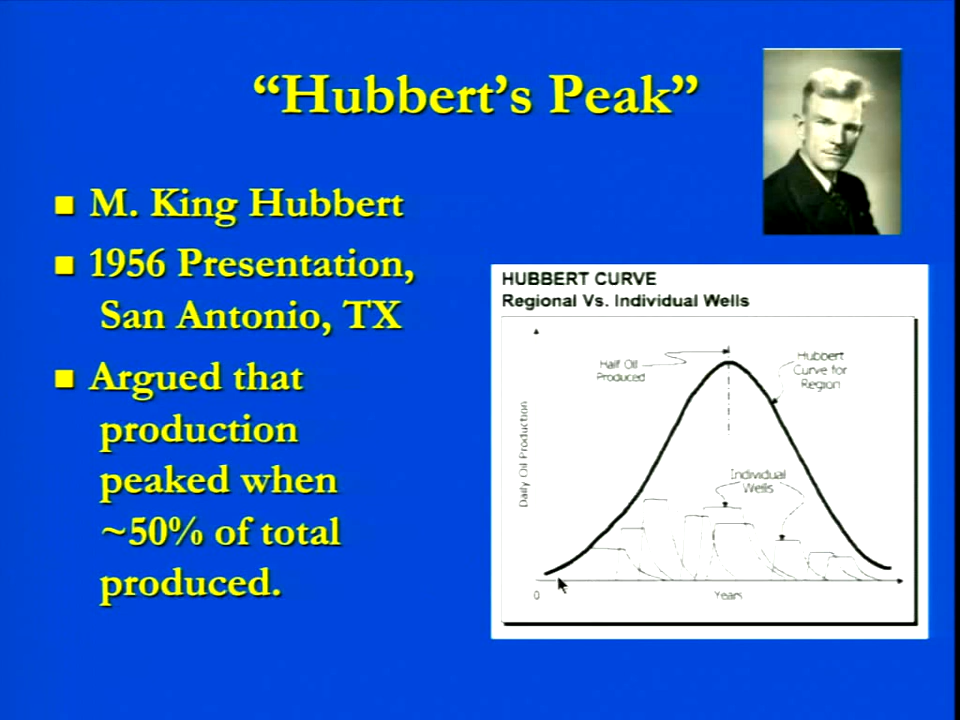 “Hubbert’s Peak”
■ M. King Hubbert
■ 1956 Presentation,
San Antonio, TX
■ Argued that
production
peaked when
~50% of total
produced.
HUBBERT CURVE
Regional Vs. Individual Wells
Half Oil
Produced
Hubbert
Curve for
Region
Individual
Wells
Daily Oil Production
0
Years